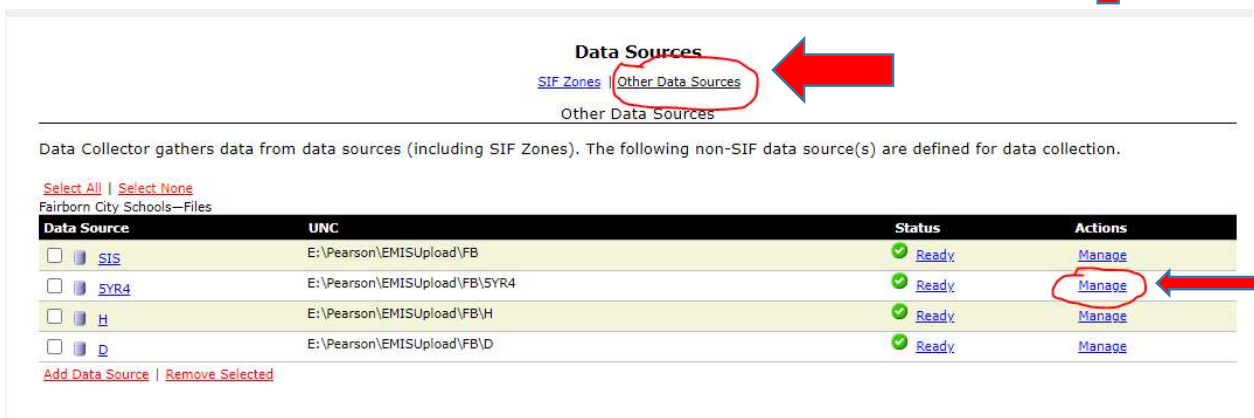 Data Sources
SIF Zones | Other Data Sources
Other Data Sources
Data Collector gathers data from data sources (including SIF Zones). The following non-SIF data source(s) are defined for data collection.
Select All | Select None
Fairborn City Schools—Files
Data Source UNC Status Actions
SIS E:\Pearson\EMISUpload\FB Ready Manage
5YR4 E:\Pearson\EMISUpload\FB\5YR4 Ready Manage
H E:\Pearson\EMISUpload\FB\H Ready Manage
D E:\Pearson\EMISUpload\FB\D Ready Manage
Add Data Source | Remove Selected